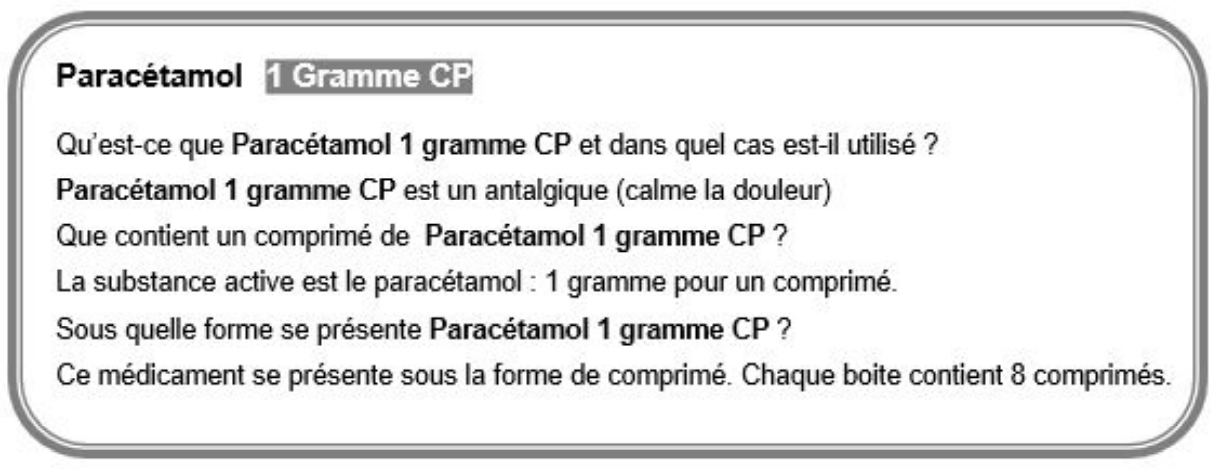 Paracétamol 1 Gramme CP
Qu'est-ce que Paracétamol 1 gramme CP et dans quel cas est-il utilisé ?
Paracétamol 1 gramme CP est un antalgique (calme la douleur)
Que contient un comprimé de Paracétamol 1 gramme CP ?
La substance active est le paracétamol : 1 gramme pour un comprimé.
Sous quelle forme se présente Paracétamol 1 gramme CP ?
Ce médicament se présente sous la forme de comprimé. Chaque boite contient 8 comprimés.